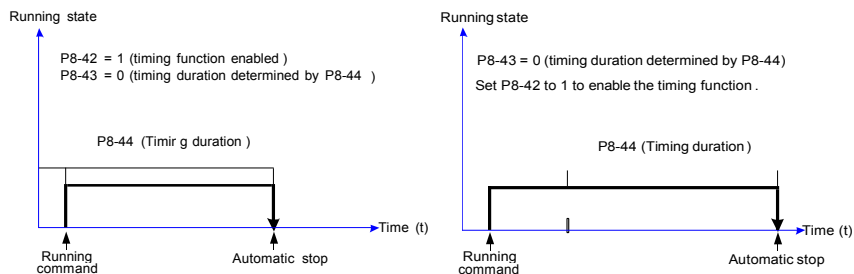 Running state
P8-42 = 1 (timing function enabled )
P8-43 = 0 (timing duration determined by P8-44 )
P8-44 (Timir g duration )
Time (t)
Running
command
Automatic stop
Running state
P8-43 = 0 (timing duration determined by P8-44)
Set P8-42 to 1 to enable the timing function .
P8-44 (Timing duration )
Time (t)
Running
command
Automatic stop